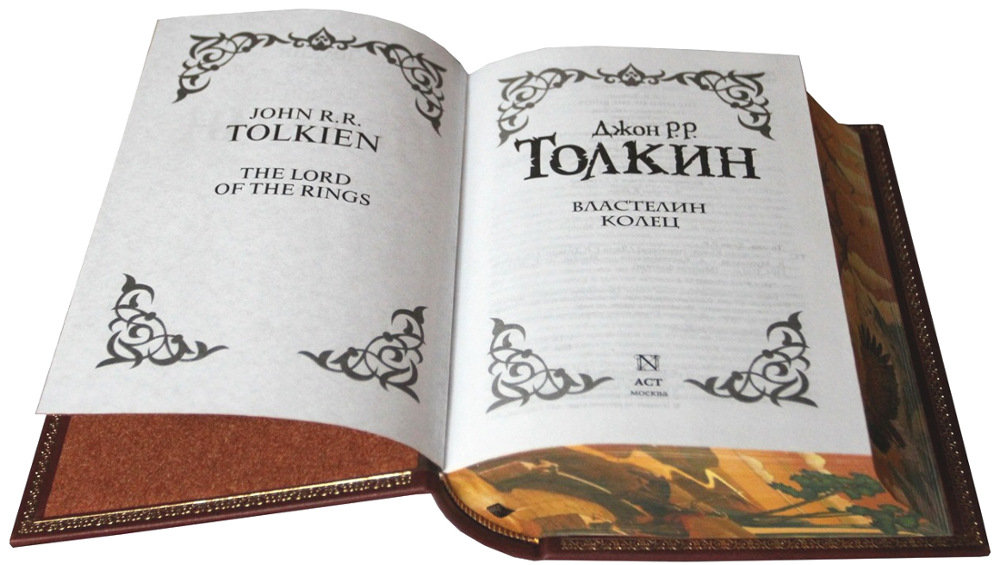 JOHN R.R.
TOLKIEN
THE LORD
OF THE RINGS
Джон Р.Р.
Толкин
ВЛАСТЕЛИН
КОЛЕЦ
N
АСТ
МОСКВА